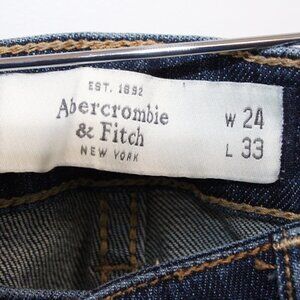 EST. 1892
Abercrombie
& Fitch
NEW YORK
W 24
L 33